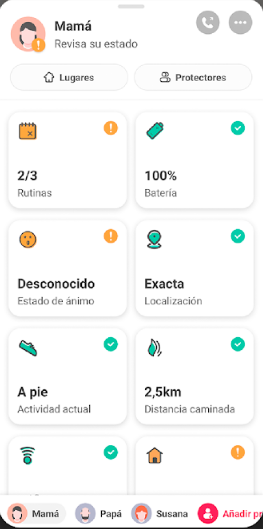 Mamá
Revisa su estado
Lugares
Protectores
2/3
Rutinas
100%
Batería
Desconocido
Estado de ánimo
Exacta
Localización
A pie
Actividad actual
2,5km
Distancia caminada
Mamá
Papá
Susana
Añadir pr